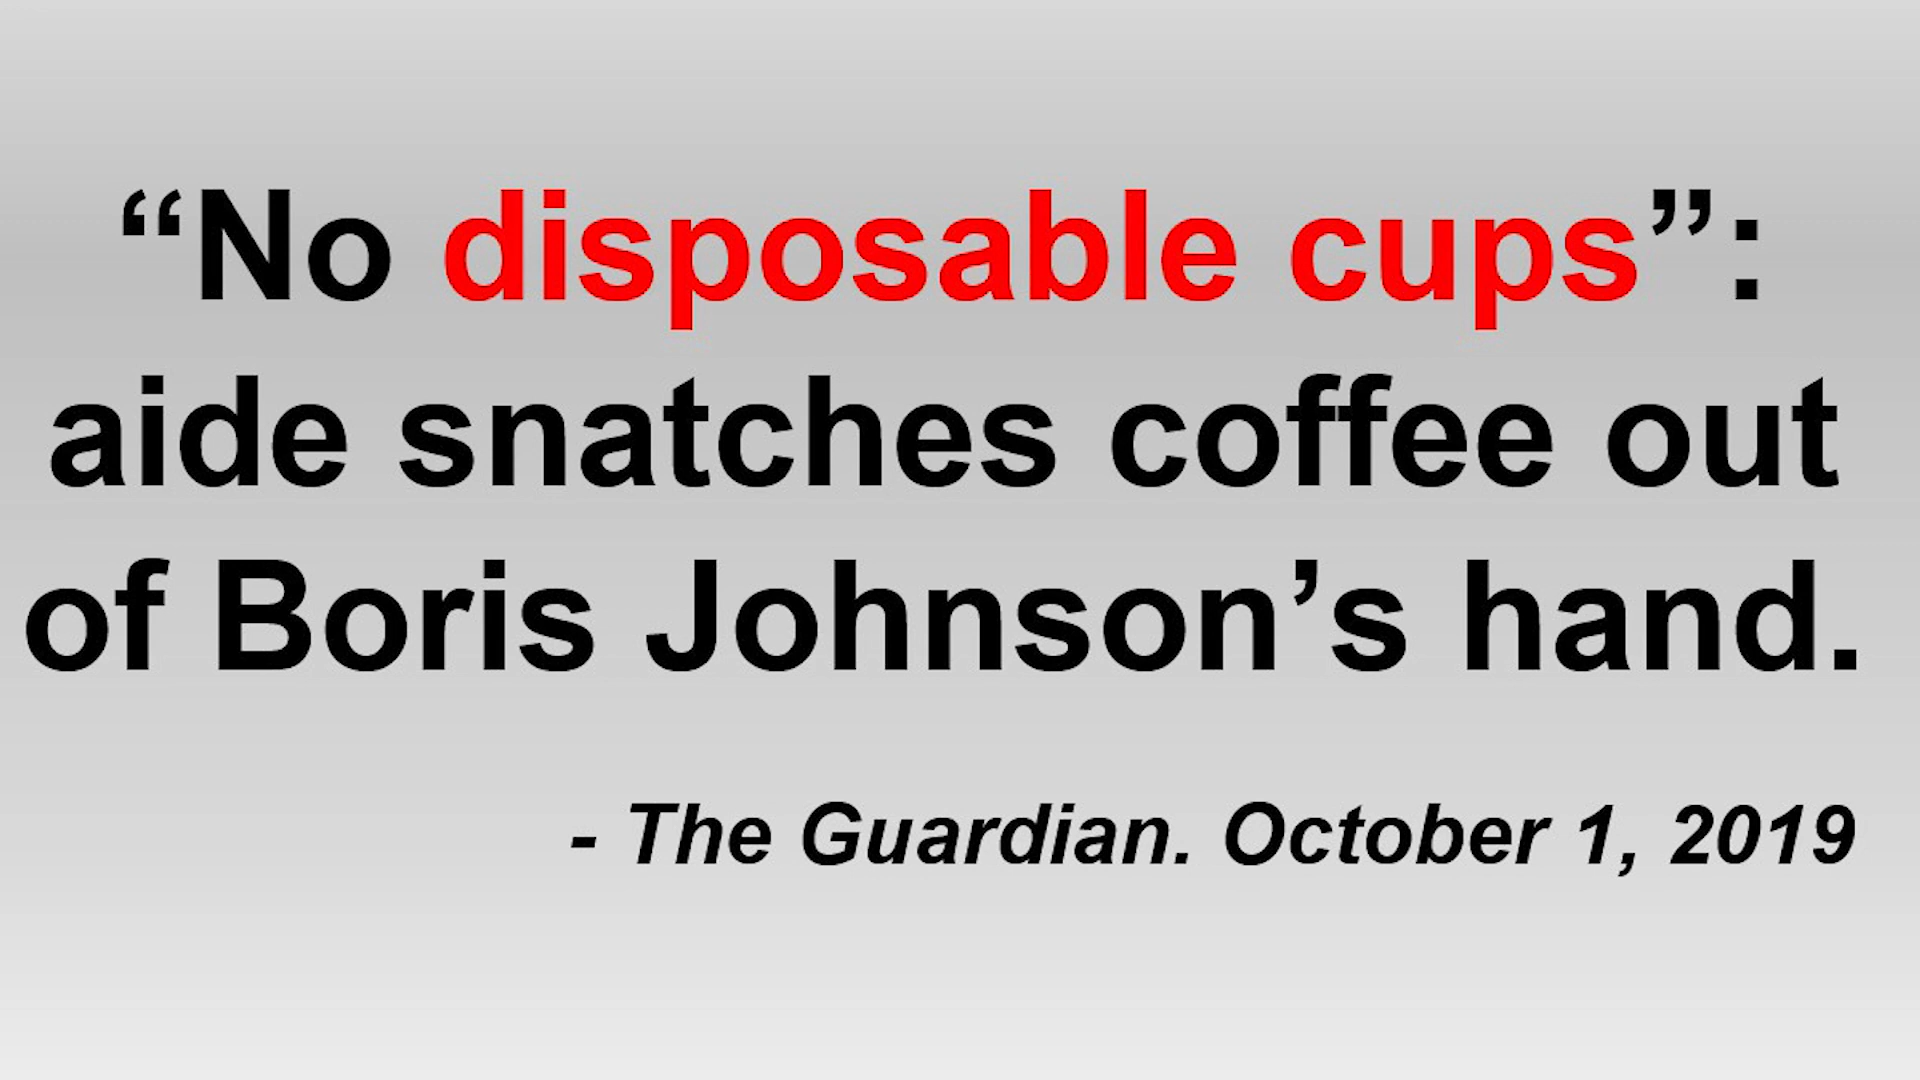 “No disposable cups”:
aide snatches coffee out
of Boris Johnson’s hand.
- The Guardian. October 1, 2019